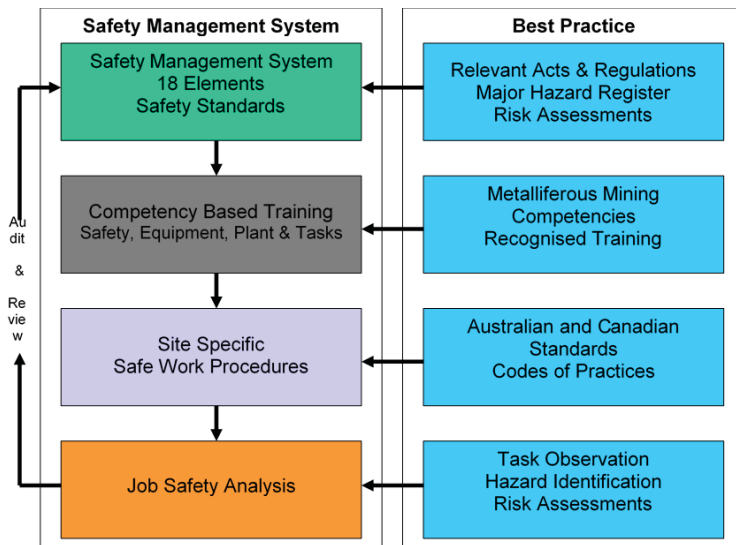 Safety Management System
Best Practice
Safety Management System
18 Elements
Safety Standards
Relevant Acts & Regulations
Major Hazard Register
Risk Assessments
Competency Based Training
Safety, Equipment, Plant & Tasks
Metalliferous Mining
Competencies
Recognised Training
Au
dit
&
Re
vie
w
Site Specific
Safe Work Procedures
Australian and Canadian
Standards
Codes of Practices
Job Safety Analysis
Task Observation
Hazard Identification
Risk Assessments